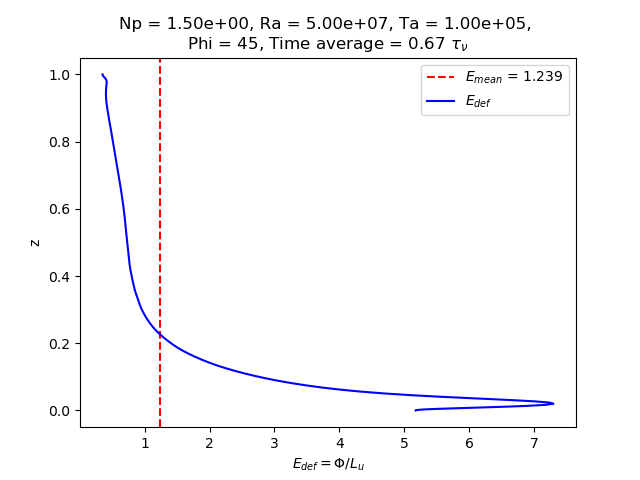 Np = 1.50e+00, Ra = 5.00e+07, Ta = 1.00e+05,
Phi = 45, Time average = 0.67 τ_ν
E_mean = 1.239
E_def
1.0
0.8
0.6
0.4
0.2
0.0
z
1 2 3 4 5 6 7
E_def = Φ/L_u